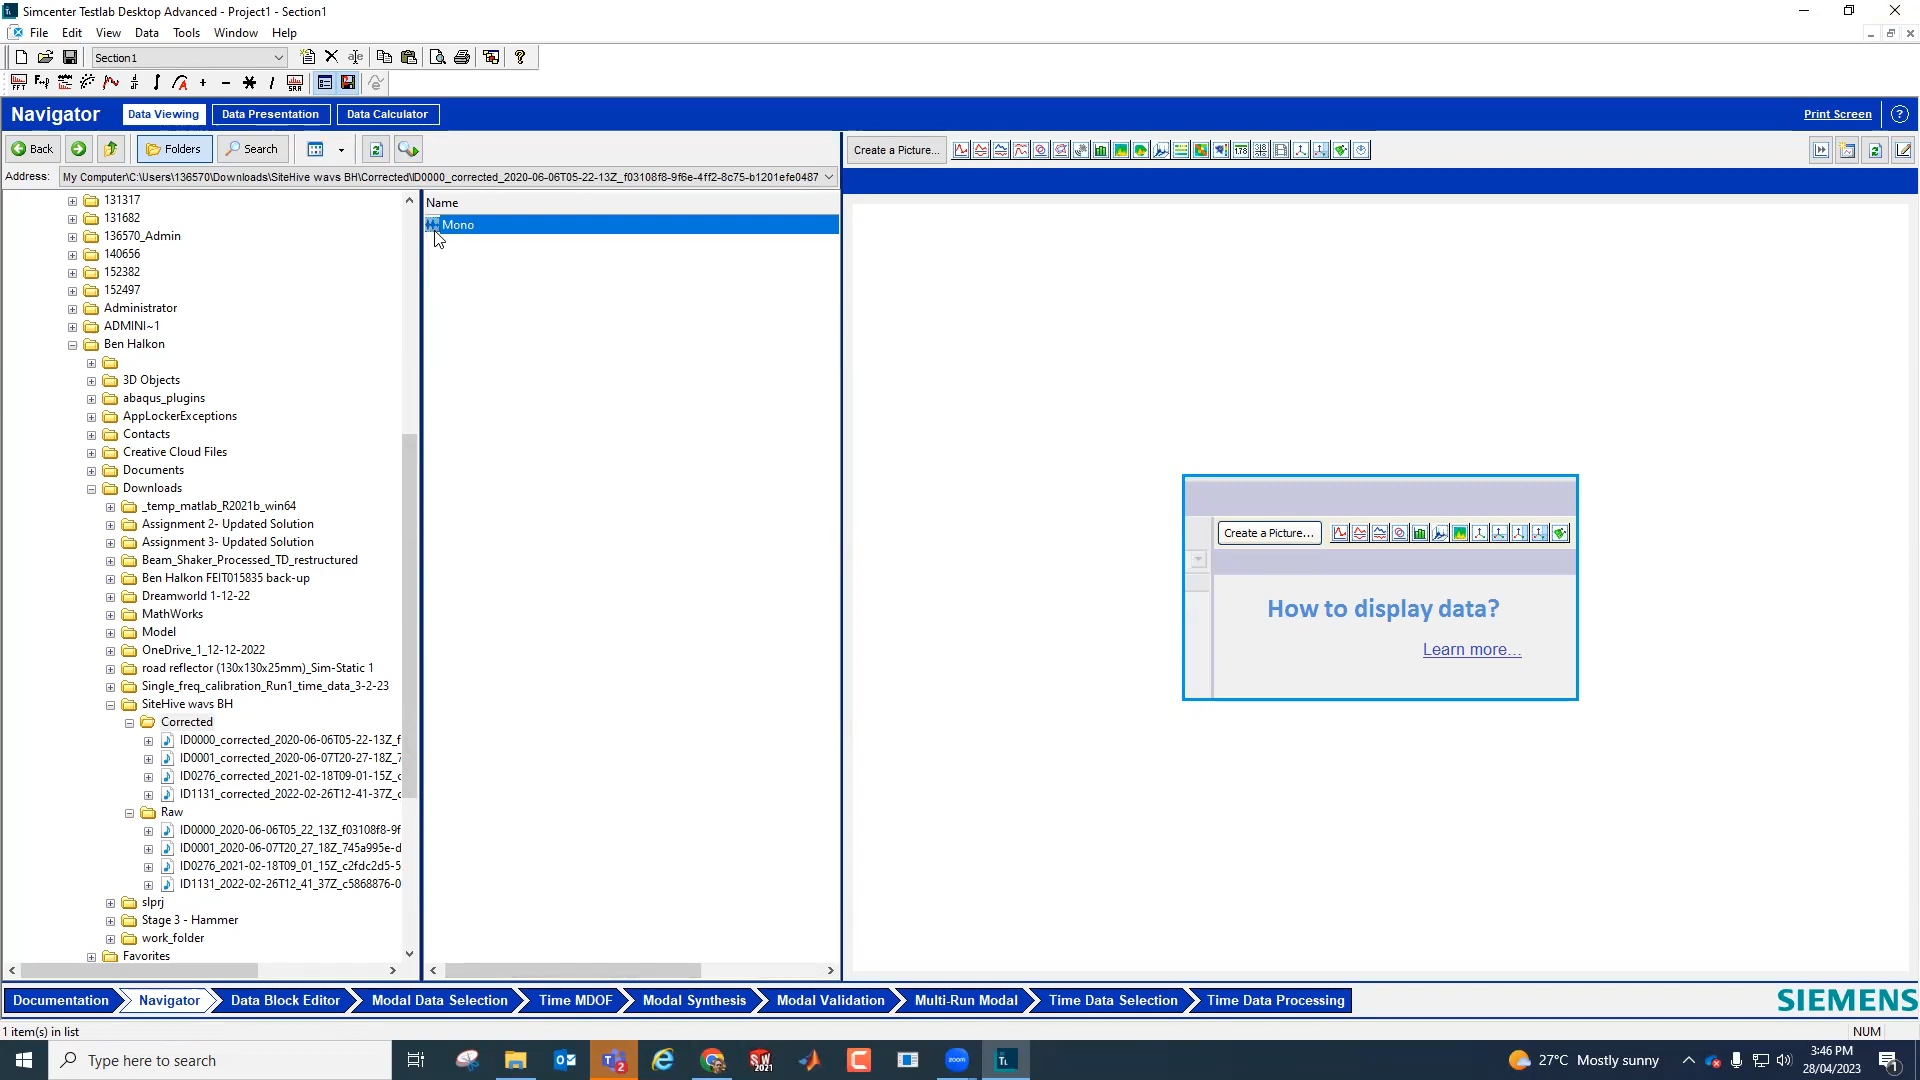 Simcenter Testlab Desktop Advanced - Project1 - Section1
File Edit View Data Tools Window Help
Section1
Navigator Data Viewing Data Presentation Data Calculator Print Screen
Back Folders Search Create a Picture...
Address: My Computer\C:\Users\136570\Downloads\SiteHive wavs BH\Corrected\ID0000_corrected_2020-06-06T05-22-13Z_f03108f8-9f6e-4ff2-8c75-b1201efe0487
Name
Mono
131317
131682
136570_Admin
140656
152382
152497
Administrator
ADMINI~1
Ben Halkon
3D Objects
abaqus_plugins
AppLockerExceptions
Contacts
Creative Cloud Files
Documents
Downloads
_temp_matlab_R2021b_win64
Assignment 2- Updated Solution
Assignment 3- Updated Solution
Beam_Shaker_Processed_TD_restructured
Ben Halkon FEIT015835 back-up
Dreamworld 1-12-22
MathWorks
Model
OneDrive_1_12-12-2022
road reflector (130x130x25mm)_Sim-Static 1
Single_freq_calibration_Run1_time_data_3-2-23
SiteHive wavs BH
Corrected
ID0000_corrected_2020-06-06T05-22-13Z_f
ID0001_corrected_2020-06-07T20-27-18Z_7
ID0276_corrected_2021-02-18T09-01-15Z_c
ID1131_corrected_2022-02-26T12-41-37Z_c
Raw
ID0000_2020-06-06T05_22_13Z_f03108f8-9f
ID0001_2020-06-07T20_27_18Z_745a995e-d
ID0276_2021-02-18T09_01_15Z_c2fdc2d5-5
ID1131_2022-02-26T12_41_37Z_c5868876-0
slprj
Stage 3 - Hammer
work_folder
Favorites
Create a Picture...
How to display data?
Learn more...
Documentation Navigator Data Block Editor Modal Data Selection Time MDOF Modal Synthesis Modal Validation Multi-Run Modal Time Data Selection Time Data Processing
SIEMENS
1 item(s) in list NUM
Type here to search 27°C Mostly sunny 3:46 PM
28/04/2023